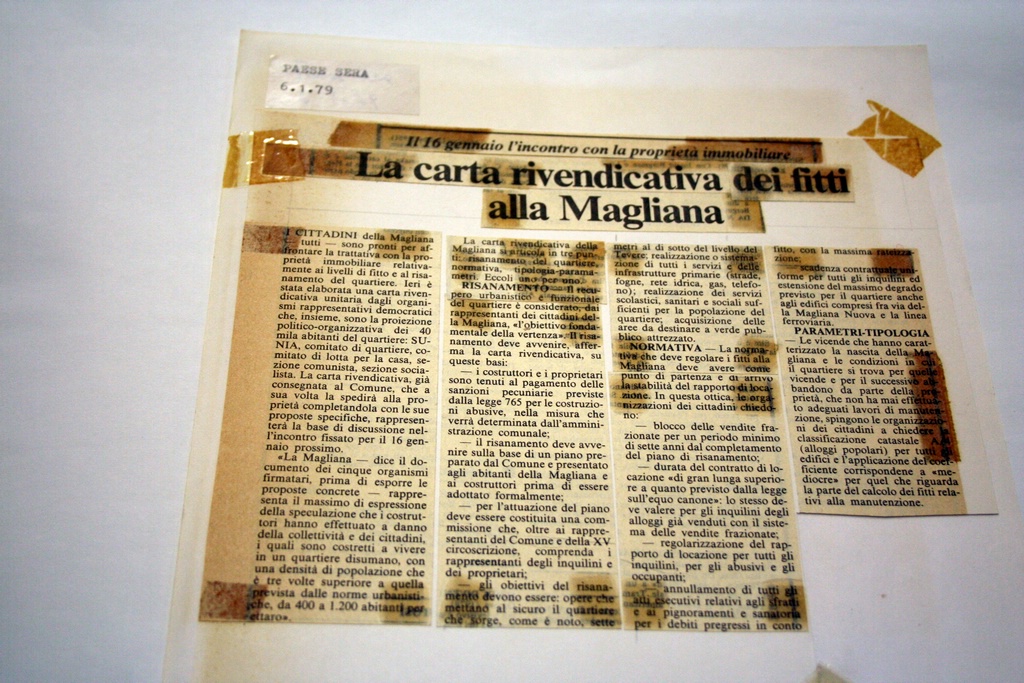 PAESE SERA
6.1.79
Il 16 gennaio l'incontro con la proprietà immobiliare
La carta rivendicativa dei fitti
alla Magliana
I CITTADINI della Magliana
— tutti — sono pronti per af-
frontare la trattativa con la pro-
prietà immobiliare relativa-
mente ai livelli di fitto e al risa-
namento del quartiere. Ieri è
stata elaborata una carta riven-
dicativa unitaria dagli organi-
smi rappresentativi democratici
che, insieme, sono la proiezione
politico-organizzativa dei 40
mila abitanti del quartiere: SU-
NIA, comitato di quartiere, co-
mitato di lotta per la casa, se-
zione comunista, sezione socia-
lista. La carta rivendicativa, già
consegnata al Comune, che a
sua volta la spedirà alla pro-
prietà completandola con le sue
proposte specifiche, rappresen-
terà la base di discussione nel-
l'incontro fissato per il 16 gen-
naio prossimo.
«La Magliana — dice il do-
cumento dei cinque organismi
firmatari, prima di esporre le
proposte concrete — rappre-
senta il massimo di espressione
della speculazione che i costrut-
tori hanno effettuato a danno
della collettività e dei cittadini,
i quali sono costretti a vivere
in un quartiere disumano, con
una densità di popolazione che
è tre volte superiore a quella
prevista dalle norme urbanisti-
che, da 400 a 1.200 abitanti per
ettaro».
La carta rivendicativa della
Magliana si articola in tre pun-
ti: risanamento del quartiere,
normativa, tipologia-parame-
tri. Eccoli uno per uno.
RISANAMENTO — Il recu-
pero urbanistico e funzionale
del quartiere è considerato, dai
rappresentanti dei cittadini del-
la Magliana, «l'obiettivo fonda-
mentale della vertenza». Il risa-
namento deve avvenire, affer-
ma la carta rivendicativa, su
queste basi:
— i costruttori e i proprietari
sono tenuti al pagamento delle
sanzioni pecuniarie previste
dalla legge 765 per le costruzio-
ni abusive, nella misura che
verrà determinata dall'ammini-
strazione comunale;
— il risanamento deve avve-
nire sulla base di un piano pre-
parato dal Comune e presentato
agli abitanti della Magliana e
ai costruttori prima di essere
adottato formalmente;
— per l'attuazione del piano
deve essere costituita una com-
missione che, oltre ai rappre-
sentanti del Comune e della XV
circoscrizione, comprenda i
rappresentanti degli inquilini e
dei proprietari;
— gli obiettivi del risana-
mento devono essere: opere che
mettano al sicuro il quartiere
che sorge, come è noto, sette
metri al di sotto del livello del
Tevere; realizzazione o sistema-
zione di tutti i servizi e delle
infrastrutture primarie (strade,
fogne, rete idrica, gas, telefo-
no); realizzazione dei servizi
scolastici, sanitari e sociali suf-
ficienti per la popolazione del
quartiere; acquisizione delle
aree da destinare a verde pub-
blico attrezzato.
NORMATIVA — La norma-
tiva che deve regolare i fitti alla
Magliana deve avere come
punto di partenza e di arrivo
la stabilità del rapporto di loca-
zione. In questa ottica, le orga-
nizzazioni dei cittadini chiedo-
no:
— blocco delle vendite fra-
zionate per un periodo minimo
di sette anni dal completamento
del piano di risanamento;
— durata del contratto di lo-
cazione «di gran lunga superio-
re a quanto previsto dalla legge
sull'equo canone»: lo stesso de-
ve valere per gli inquilini degli
alloggi già venduti con il siste-
ma delle vendite frazionate;
— regolarizzazione del rap-
porto di locazione per tutti gli
inquilini, per gli abusivi e gli
occupanti;
— annullamento di tutti gli
atti esecutivi relativi agli sfratti
e ai pignoramenti e sanatoria
per i debiti pregressi in conto
fitto, con la massima rateizza-
zione;
— scadenza contrattuale uni-
forme per tutti gli inquilini ed
estensione del massimo degrado
previsto per il quartiere anche
agli edifici compresi fra via del-
la Magliana Nuova e la linea
ferroviaria.
PARAMETRI-TIPOLOGIA
— Le vicende che hanno carat-
terizzato la nascita della Ma-
gliana e le condizioni in cui
il quartiere si trova per quelle
vicende e per il successivo ab-
bandono da parte della pro-
prietà, che non ha mai effettua-
to adeguati lavori di manuten-
zione, spingono le organizzazio-
ni dei cittadini a chiedere la
classificazione catastale
(alloggi popolari) per tutti gli
edifici e l'applicazione del coef-
ficiente corrispondente a «me-
diocre» per quel che riguarda
la parte del calcolo dei fitti rela-
tivi alla manutenzione.